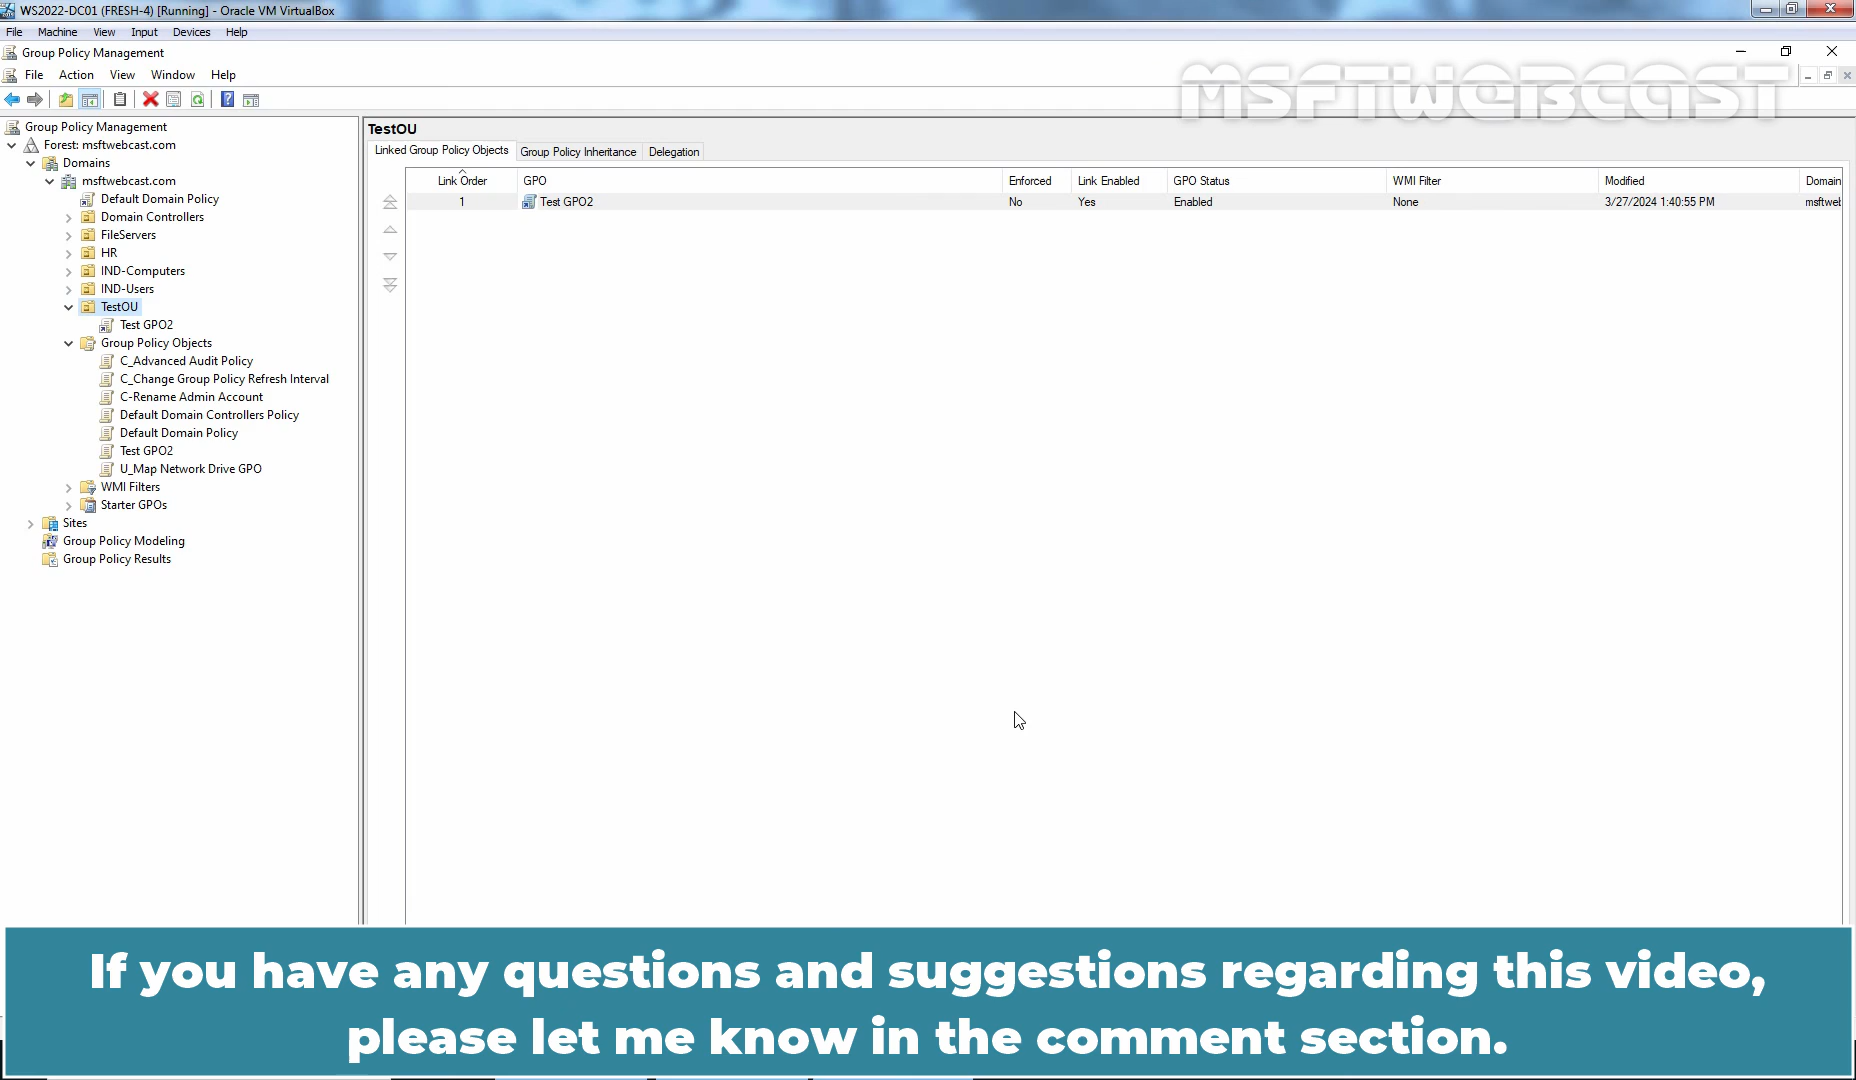 WS2022-DC01 (FRESH-4) [Running] - Oracle VM VirtualBox
File Machine View Input Devices Help
Group Policy Management
File Action View Window Help
MSFTWEBCAST
Group Policy Management
Forest: msftwebcast.com
Domains
msftwebcast.com
Default Domain Policy
Domain Controllers
FileServers
HR
IND-Computers
IND-Users
TestOU
Test GPO2
Group Policy Objects
C_Advanced Audit Policy
C_Change Group Policy Refresh Interval
C-Rename Admin Account
Default Domain Controllers Policy
Default Domain Policy
Test GPO2
U_Map Network Drive GPO
WMI Filters
Starter GPOs
Sites
Group Policy Modeling
Group Policy Results
TestOU
Linked Group Policy Objects Group Policy Inheritance Delegation
Link Order GPO Enforced Link Enabled GPO Status WMI Filter Modified Domain
1 Test GPO2 No Yes Enabled None 3/27/2024 1:40:55 PM msftweb
If you have any questions and suggestions regarding this video,
please let me know in the comment section.